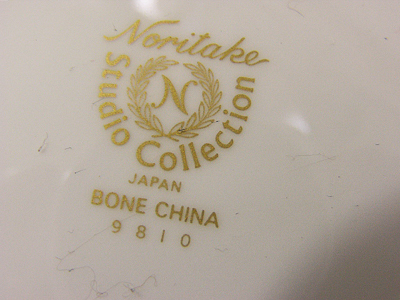 Noritake
Studio Collection
N
JAPAN
BONE CHINA
9810